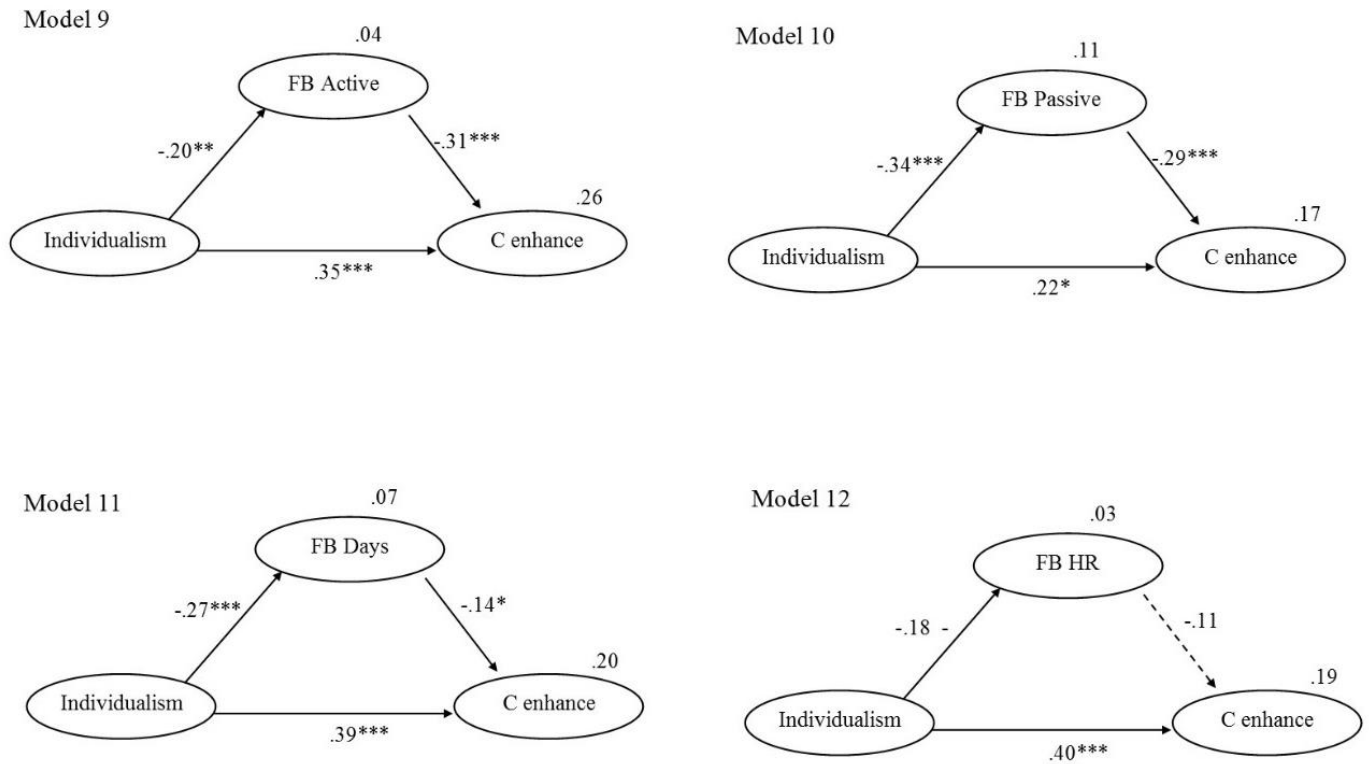 Model 9
.04
FB Active
-.20**
-.31***
.26
Individualism
C enhance
.35***
Model 10
.11
FB Passive
-.34***
-.29***
.17
Individualism
C enhance
.22*
Model 11
.07
FB Days
-.27***
-.14*
.20
Individualism
C enhance
.39***
Model 12
.03
FB HR
-.18 -
-.11
.19
Individualism
C enhance
.40***